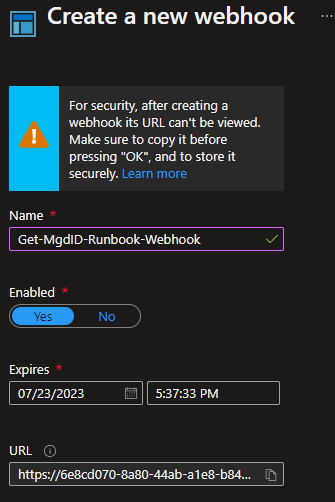 Create a new webhook
For security, after creating a
webhook its URL can't be viewed.
Make sure to copy it before
pressing "OK", and to store it
securely. Learn more
Name *
Get-MgdID-Runbook-Webhook
Enabled *
Yes No
Expires *
07/23/2023 5:37:33 PM
URL
https://6e8cd070-8a80-44ab-a1e8-b84...